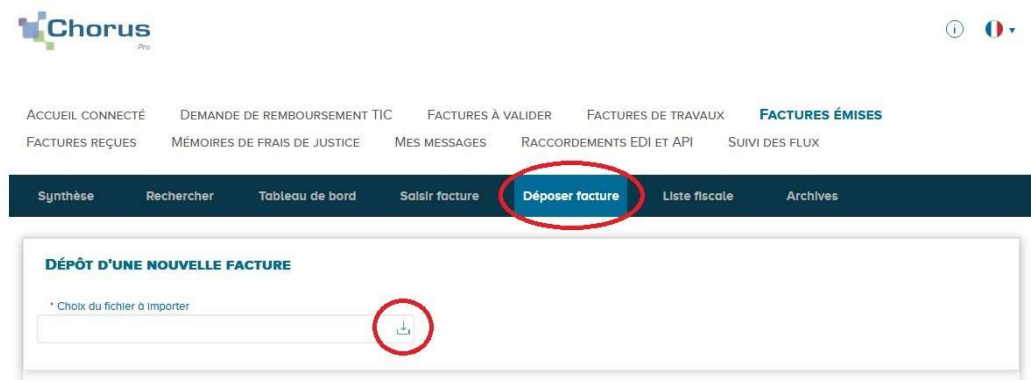 Chorus
Pro
ACCUEIL CONNECTÉ DEMANDE DE REMBOURSEMENT TIC FACTURES À VALIDER FACTURES DE TRAVAUX FACTURES ÉMISES
FACTURES REÇUES MÉMOIRES DE FRAIS DE JUSTICE MES MESSAGES RACCORDEMENTS EDI ET API SUIVI DES FLUX
Synthèse Rechercher Tableau de bord Saisir facture Déposer facture Liste fiscale Archives
DÉPÔT D'UNE NOUVELLE FACTURE
* Choix du fichier à importer